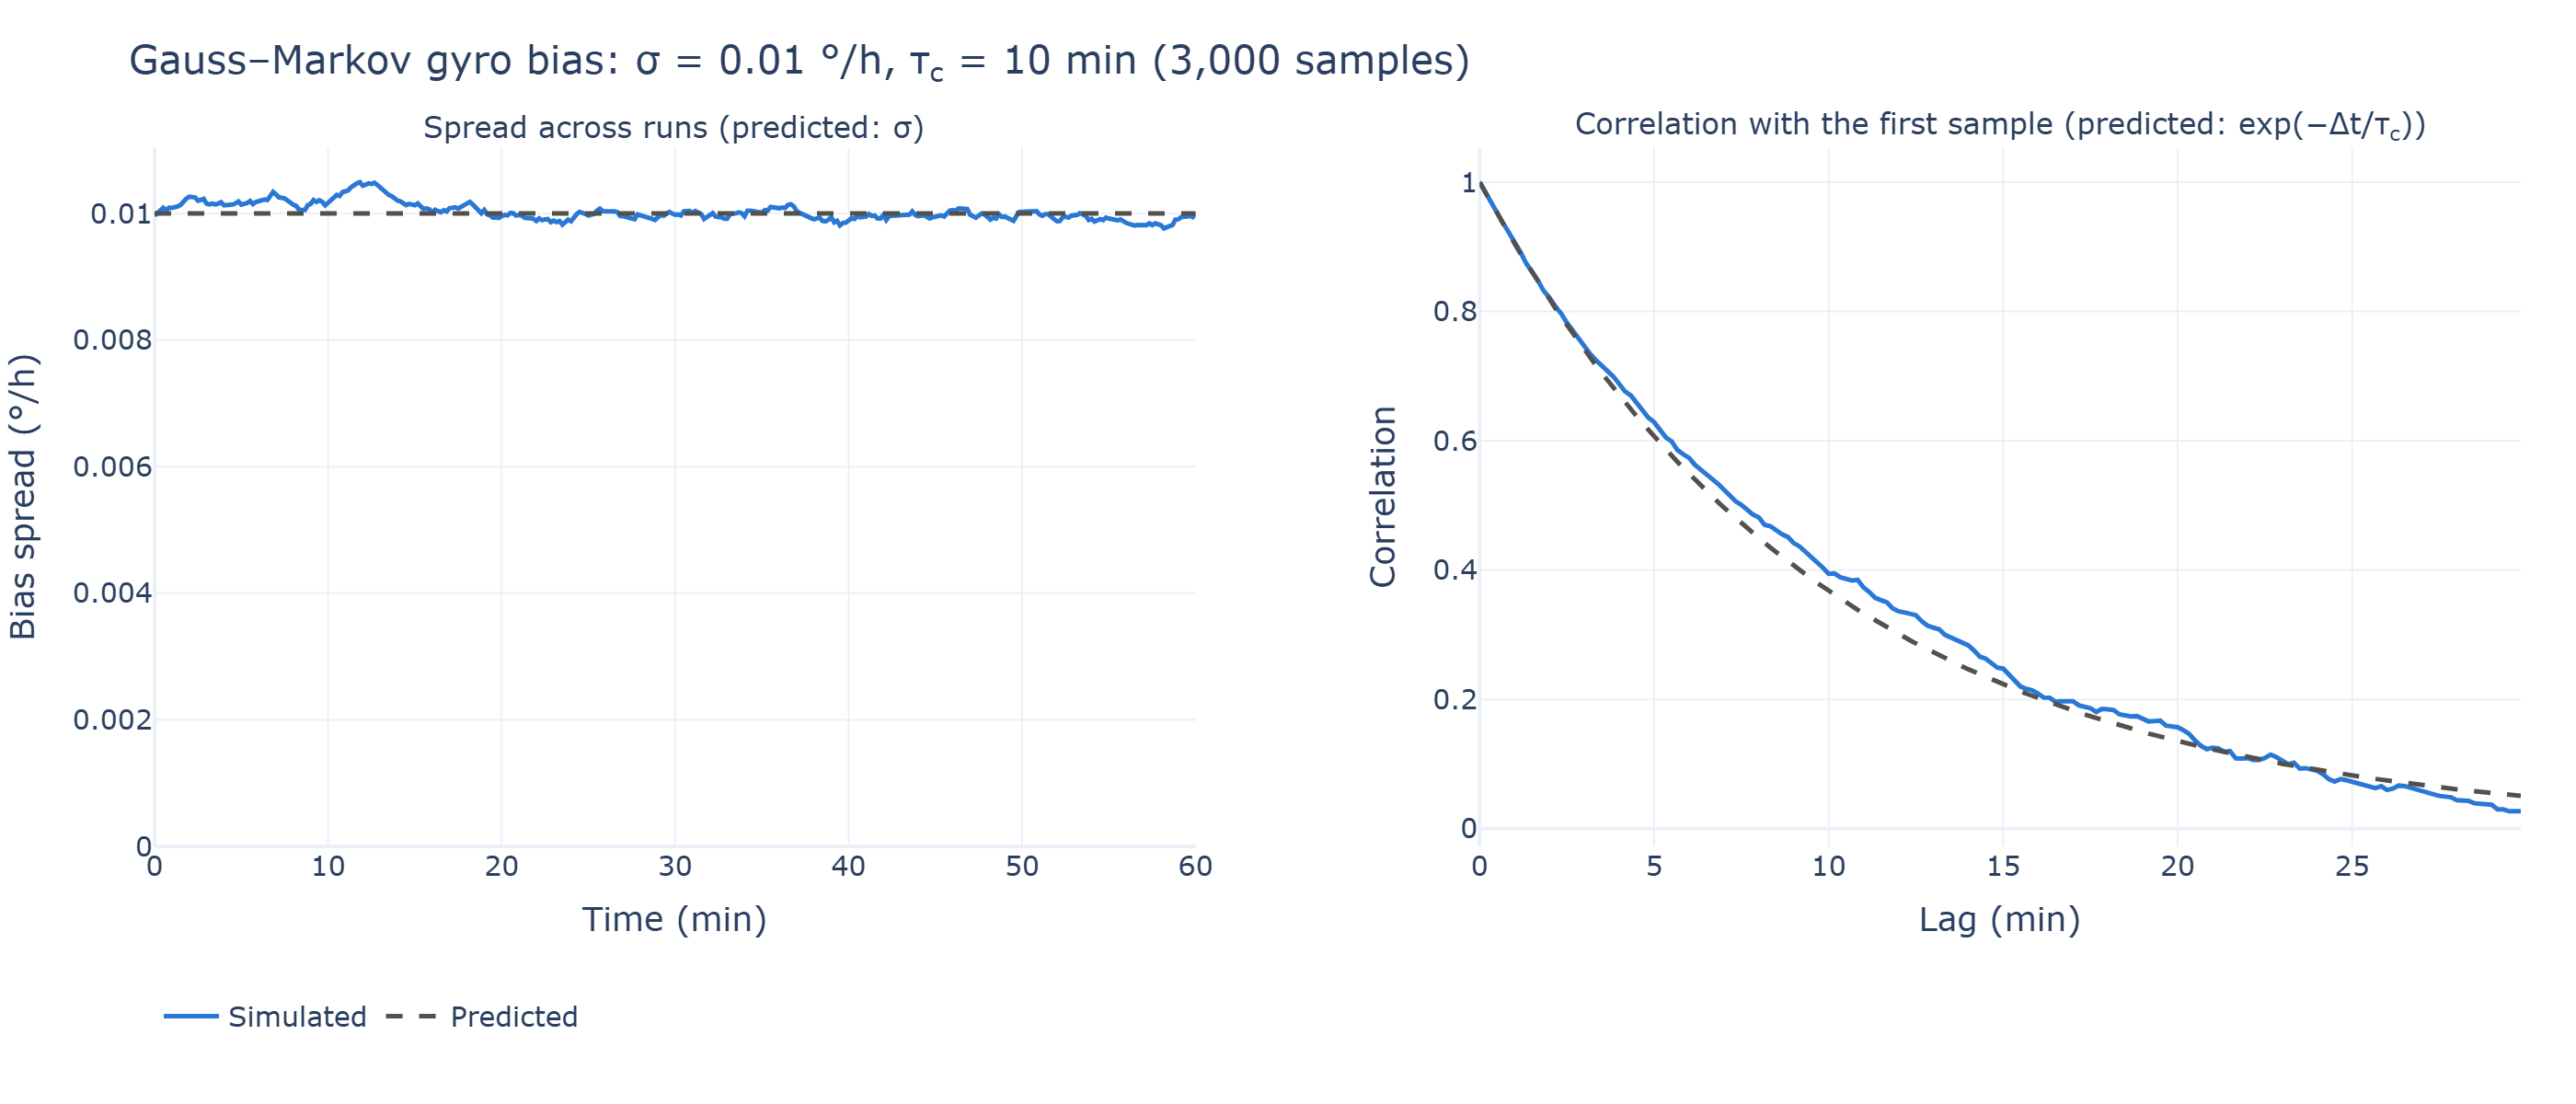 Gauss–Markov gyro bias: σ = 0.01 °/h, τc = 10 min (3,000 samples)
Spread across runs (predicted: σ)
Bias spread (°/h)
0.01
0.008
0.006
0.004
0.002
0
0 10 20 30 40 50 60
Time (min)
Correlation with the first sample (predicted: exp(−Δt/τc))
Correlation
1
0.8
0.6
0.4
0.2
0
0 5 10 15 20 25
Lag (min)
Simulated Predicted